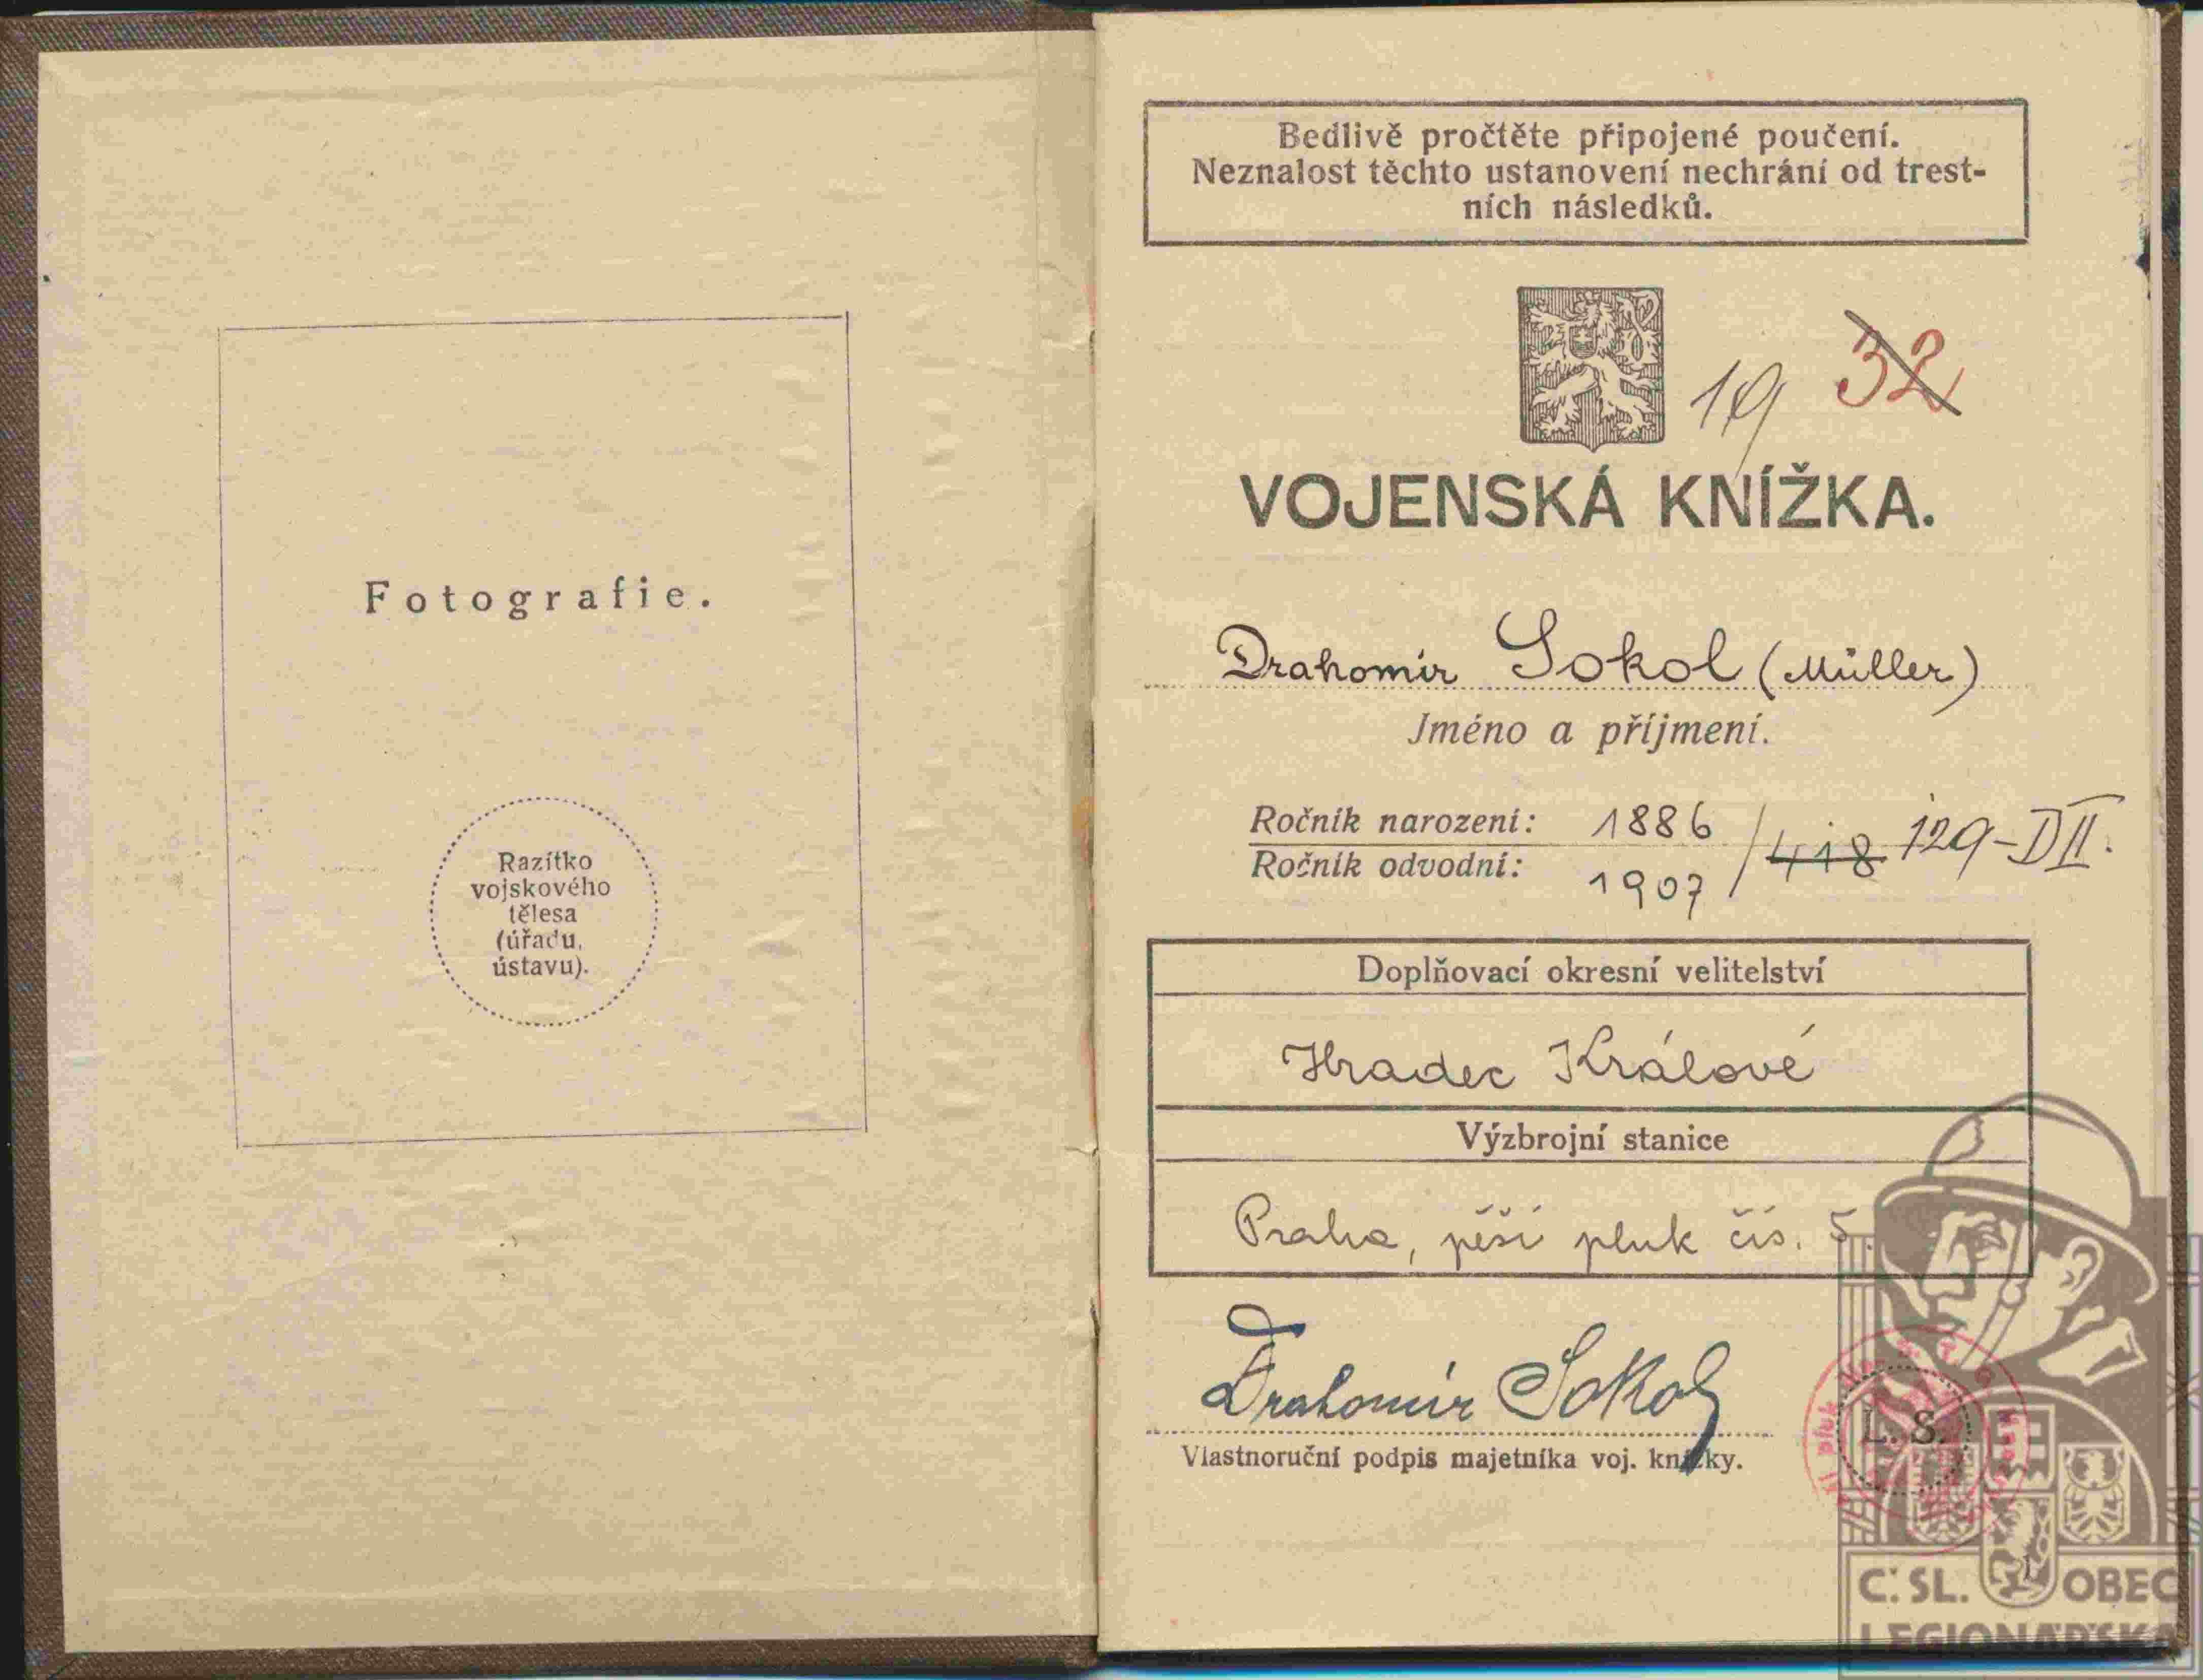 Fotografie.
Razítko
vojskového
tělesa
(úřadu,
ústavu).
Bedlivě pročtěte připojené poučení.
Neznalost těchto ustanovení nechrání od trest-
ních následků.
19 32
VOJENSKÁ KNÍŽKA.
Drahomír Sokol (Müller)
Jméno a příjmení.
Ročník narození: 1886
Ročník odvodní: 1907 / 418 129-DII.
Doplňovací okresní velitelství
Hradec Králové
Výzbrojní stanice
Praha, pěší pluk čís. 5.
Drahomír Sokol
Vlastnoruční podpis majetníka voj. knížky.
L. S.
Č. SL. OBEC
LEGIONÁŘSKÁ